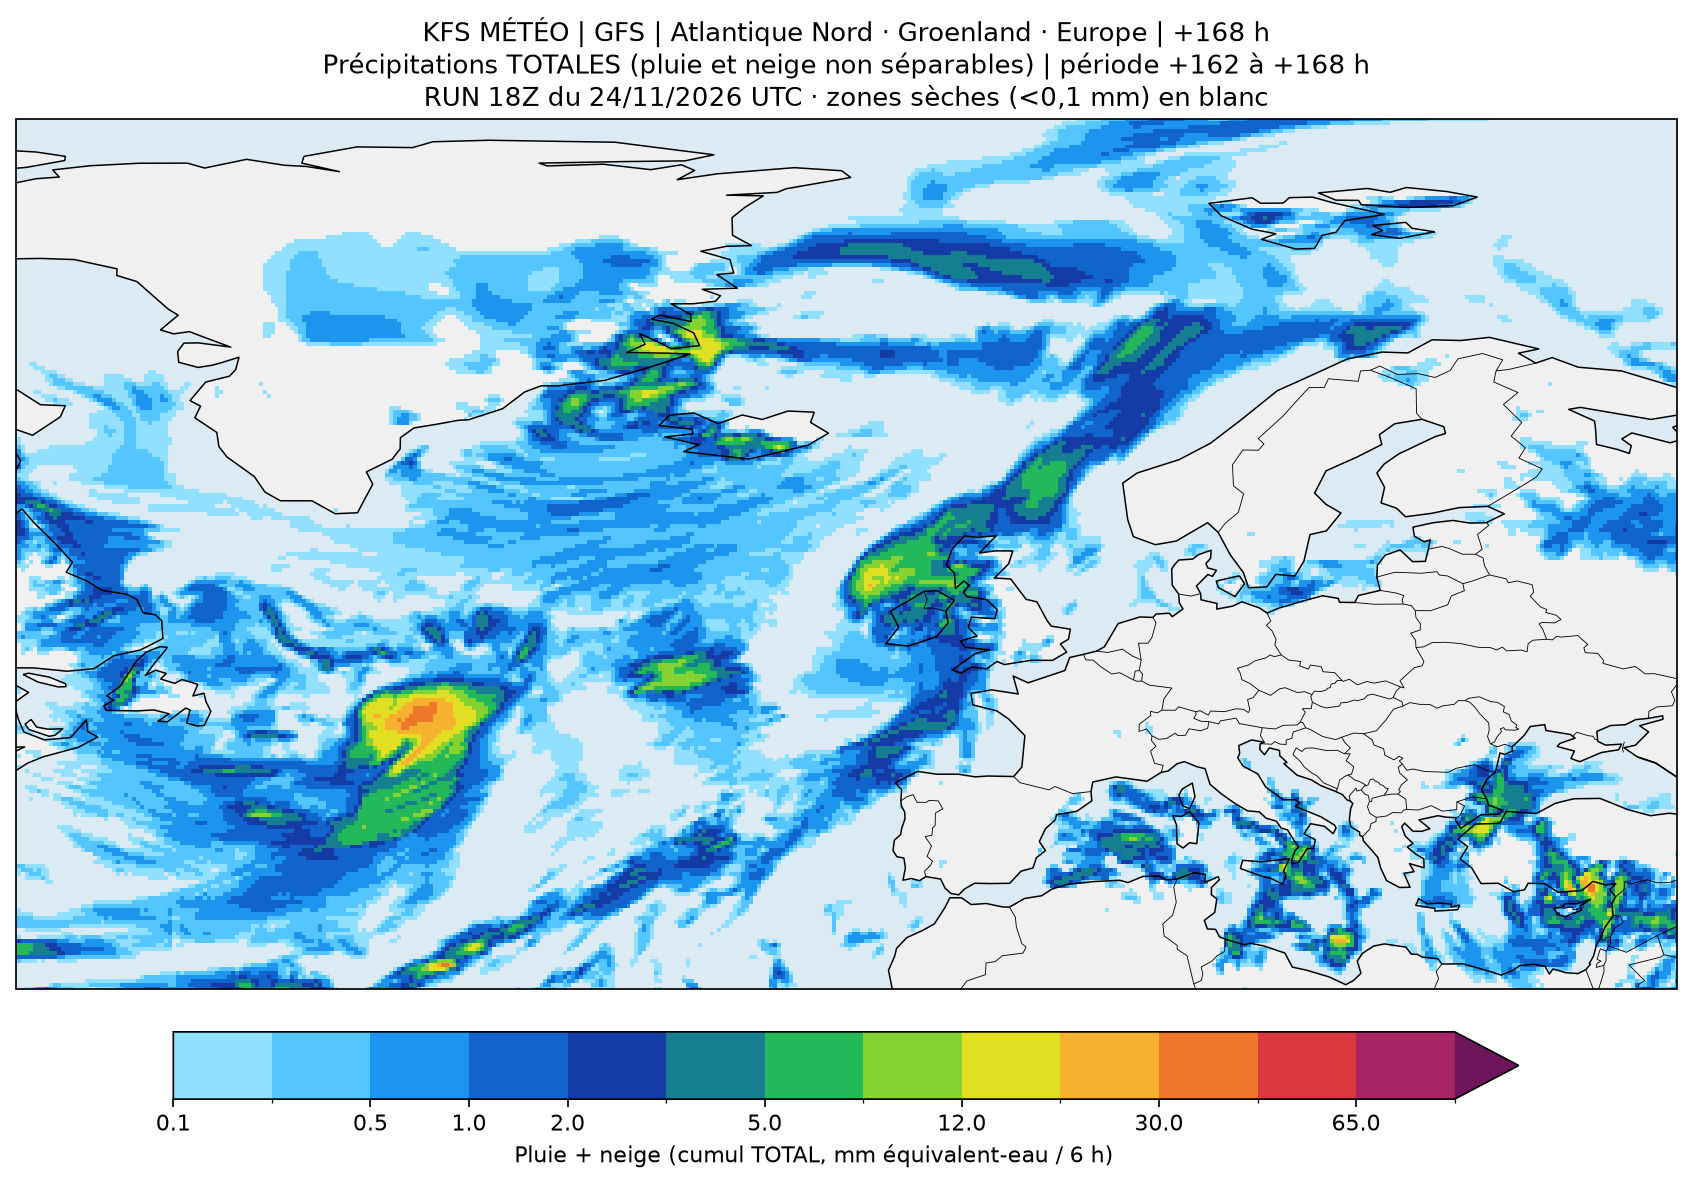 KFS MÉTÉO | GFS | Atlantique Nord · Groenland · Europe | +168 h
Précipitations TOTALES (pluie et neige non séparables) | période +162 à +168 h
RUN 18Z du 24/11/2026 UTC · zones sèches (<0,1 mm) en blanc
0.1 0.5 1.0 2.0 5.0 12.0 30.0 65.0
Pluie + neige (cumul TOTAL, mm équivalent-eau / 6 h)